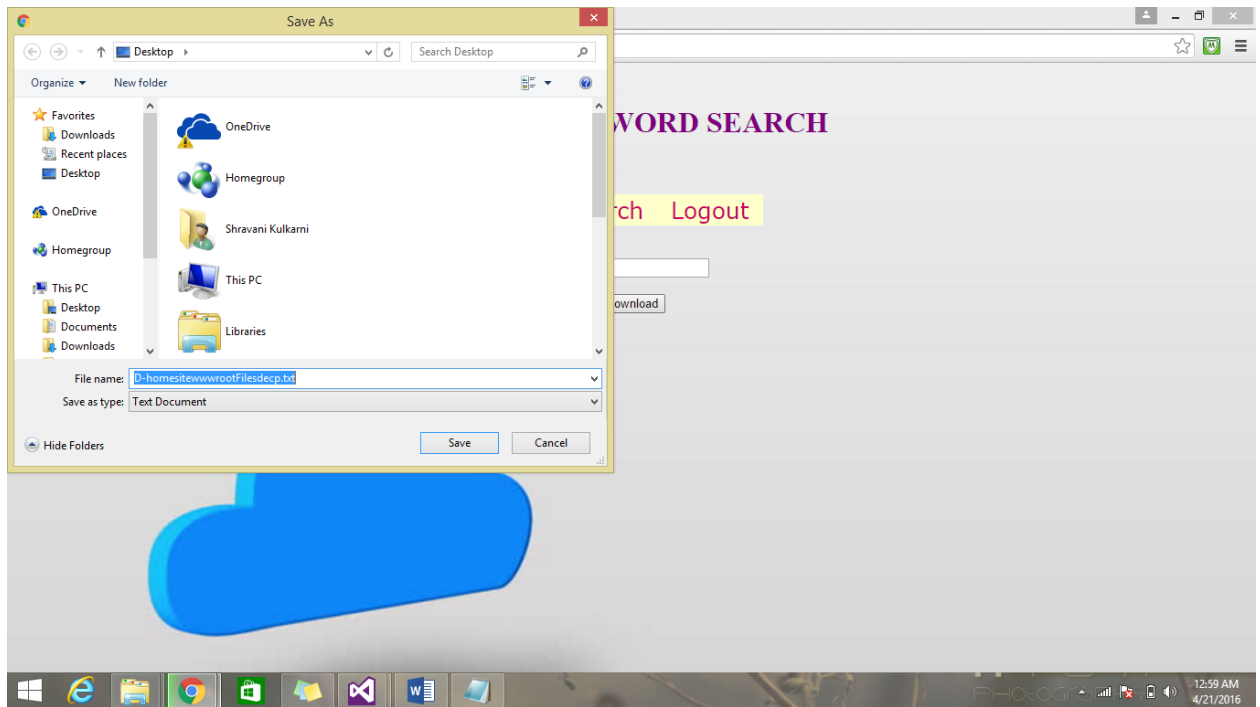 Save As
Desktop
Search Desktop
Organize
New folder
Favorites
Downloads
Recent places
Desktop
OneDrive
Homegroup
This PC
Desktop
Documents
Downloads
OneDrive
Homegroup
Shravani Kulkarni
This PC
Libraries
File name: D-homesitewwwrootFilesdecp.txt
Save as type: Text Document
Hide Folders
Save
Cancel
WORD SEARCH
rch Logout
ownload
12:59 AM
4/21/2016